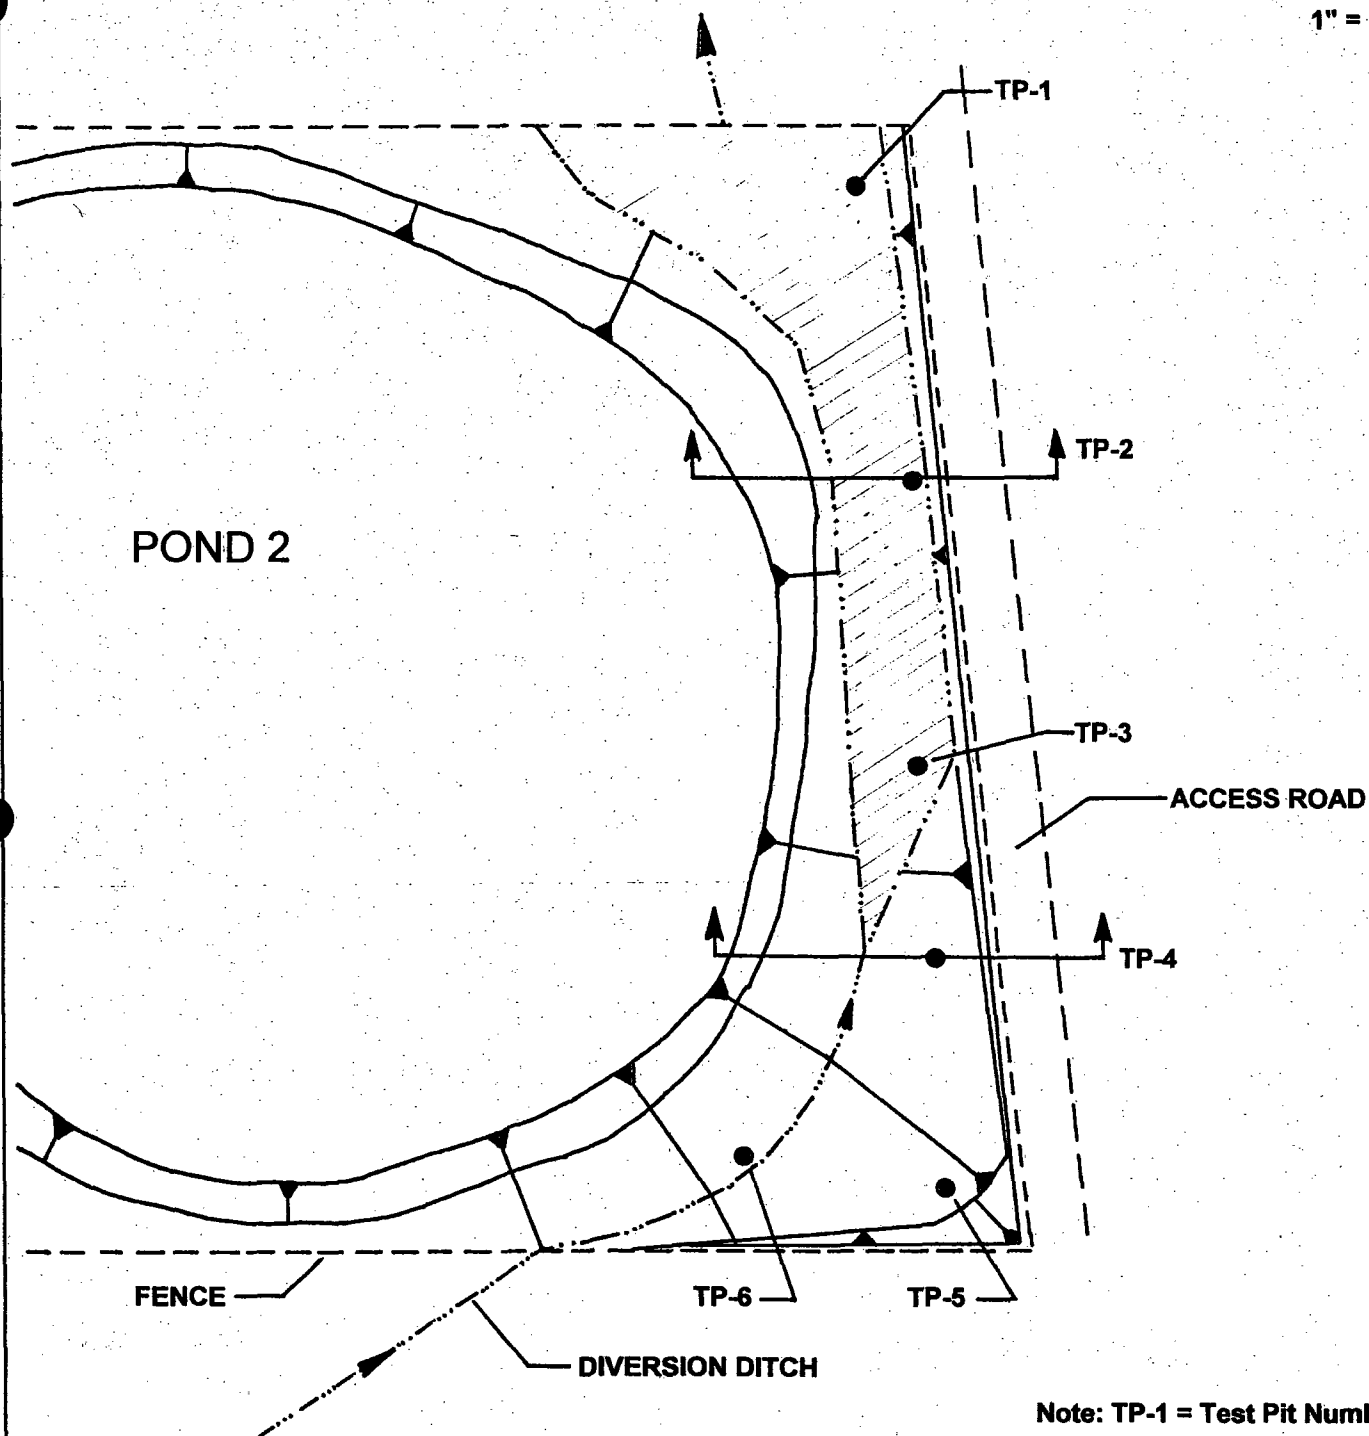 1" =
TP-1
TP-2
POND 2
TP-3
ACCESS ROAD
TP-4
FENCE
TP-6
TP-5
DIVERSION DITCH
Note: TP-1 = Test Pit